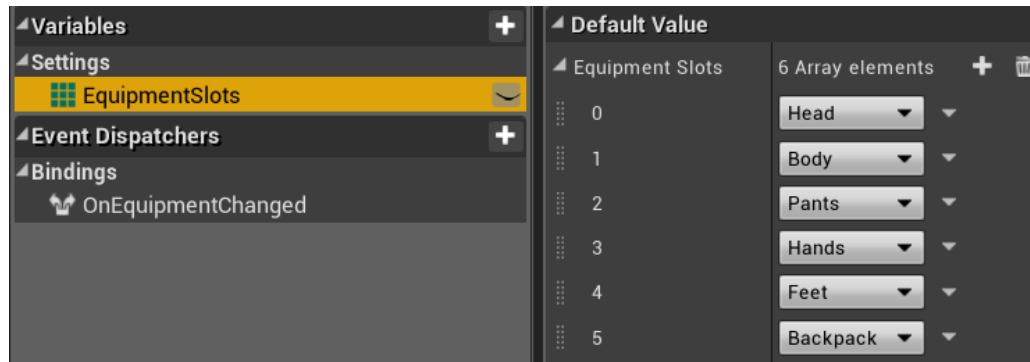 Variables
Settings
EquipmentSlots
Event Dispatchers
Bindings
OnEquipmentChanged
Default Value
Equipment Slots 6 Array elements
0 Head
1 Body
2 Pants
3 Hands
4 Feet
5 Backpack